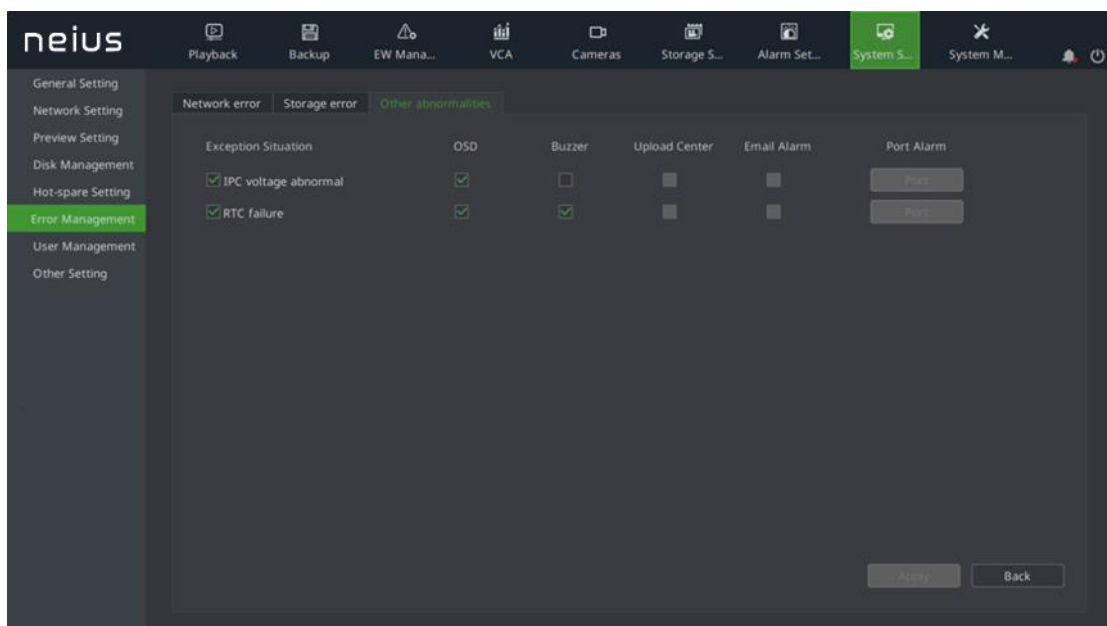 neius
Playback Backup EW Mana... VCA Cameras Storage S... Alarm Set... System S... System M...
General Setting
Network Setting
Preview Setting
Disk Management
Hot-spare Setting
Error Management
User Management
Other Setting
Network error Storage error Other abnormalities
Exception Situation OSD Buzzer Upload Center Email Alarm Port Alarm
IPC voltage abnormal Port
RTC failure Port
Apply Back